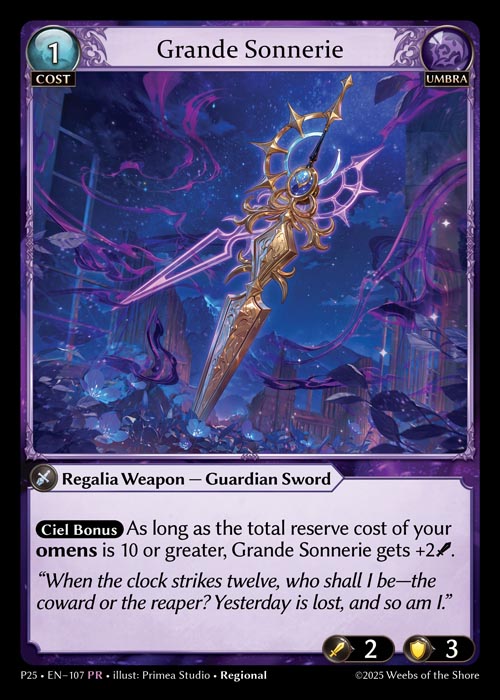 1
Grande Sonnerie
COST
UMBRA
Regalia Weapon — Guardian Sword
Ciel Bonus As long as the total reserve cost of your
omens is 10 or greater, Grande Sonnerie gets +2.
“When the clock strikes twelve, who shall I be—the
coward or the reaper? Yesterday is lost, and so am I.”
2
3
P25 • EN–107 PR • illust: Primea Studio • Regional
©2025 Weebs of the Shore